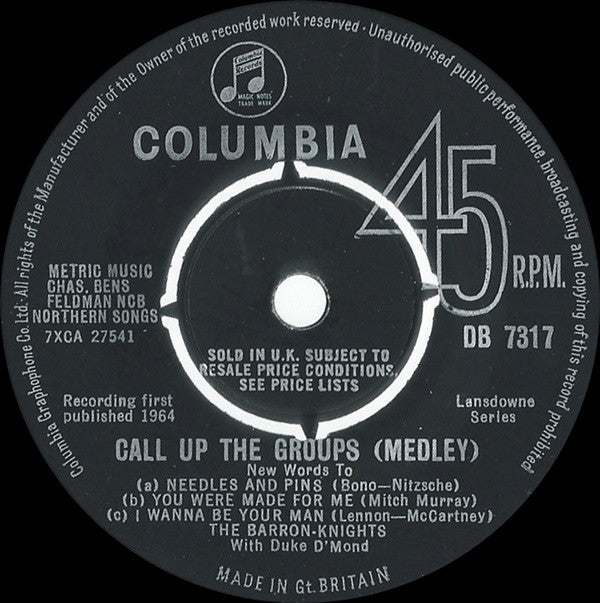 Columbia Graphophone Co. Ltd. · All rights of the Manufacturer and of the Owner of the recorded work reserved · Unauthorised public performance, broadcasting and copying of this record prohibited
Columbia
Records
MAGIC NOTES
TRADE MARK
COLUMBIA
45
R.P.M.
METRIC MUSIC
CHAS. BENS
FELDMAN NCB
NORTHERN SONGS
7XCA 27541
DB 7317
SOLD IN U.K. SUBJECT TO
RESALE PRICE CONDITIONS,
SEE PRICE LISTS
Recording first
published 1964
Lansdowne
Series
CALL UP THE GROUPS (MEDLEY)
New Words To
(a) NEEDLES AND PINS (Bono—Nitzsche)
(b) YOU WERE MADE FOR ME (Mitch Murray)
(c) I WANNA BE YOUR MAN (Lennon—McCartney)
THE BARRON-KNIGHTS
With Duke D'Mond
MADE IN Gt. BRITAIN